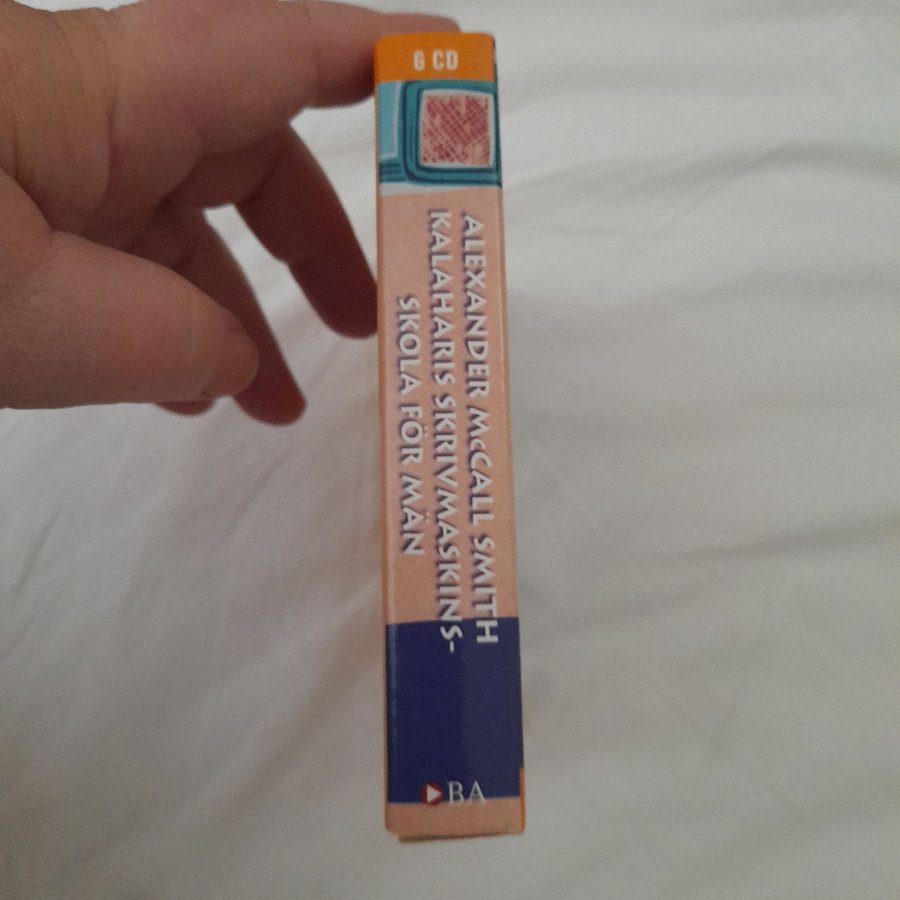 6 CD
ALEXANDER McCALL SMITH
KALAHARIS SKRIVMASKINS-
SKOLA FÖR MÄN
BA